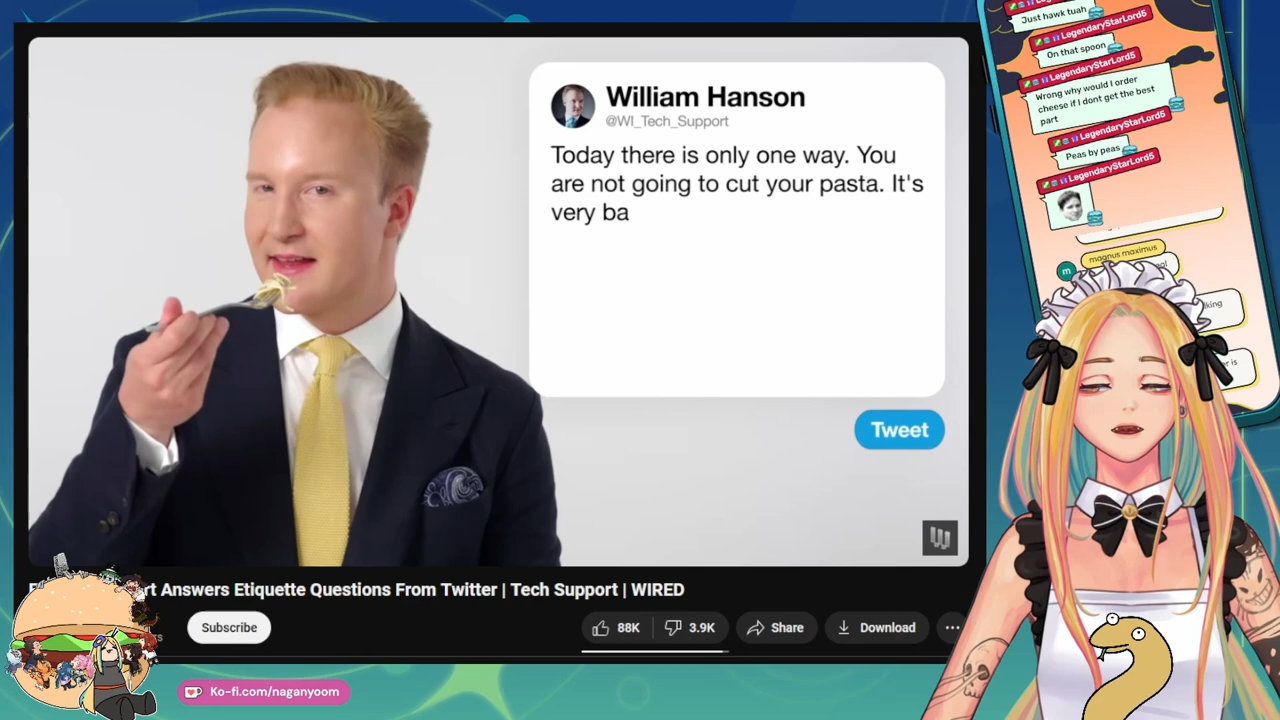 William Hanson
@WI_Tech_Support
Today there is only one way. You
are not going to cut your pasta. It's
very ba
Tweet
rt Answers Etiquette Questions From Twitter | Tech Support | WIRED
Subscribe
88K
3.9K
Share
Download
Ko-fi.com/naganyoom
LegendaryStarLord5
Just hawk tuah
LegendaryStarLord5
On that spoon
LegendaryStarLord5
Wrong why would I order
cheese if I dont get the best
part
LegendaryStarLord5
Peas by peas
LegendaryStarLord5
magnus maximus
m